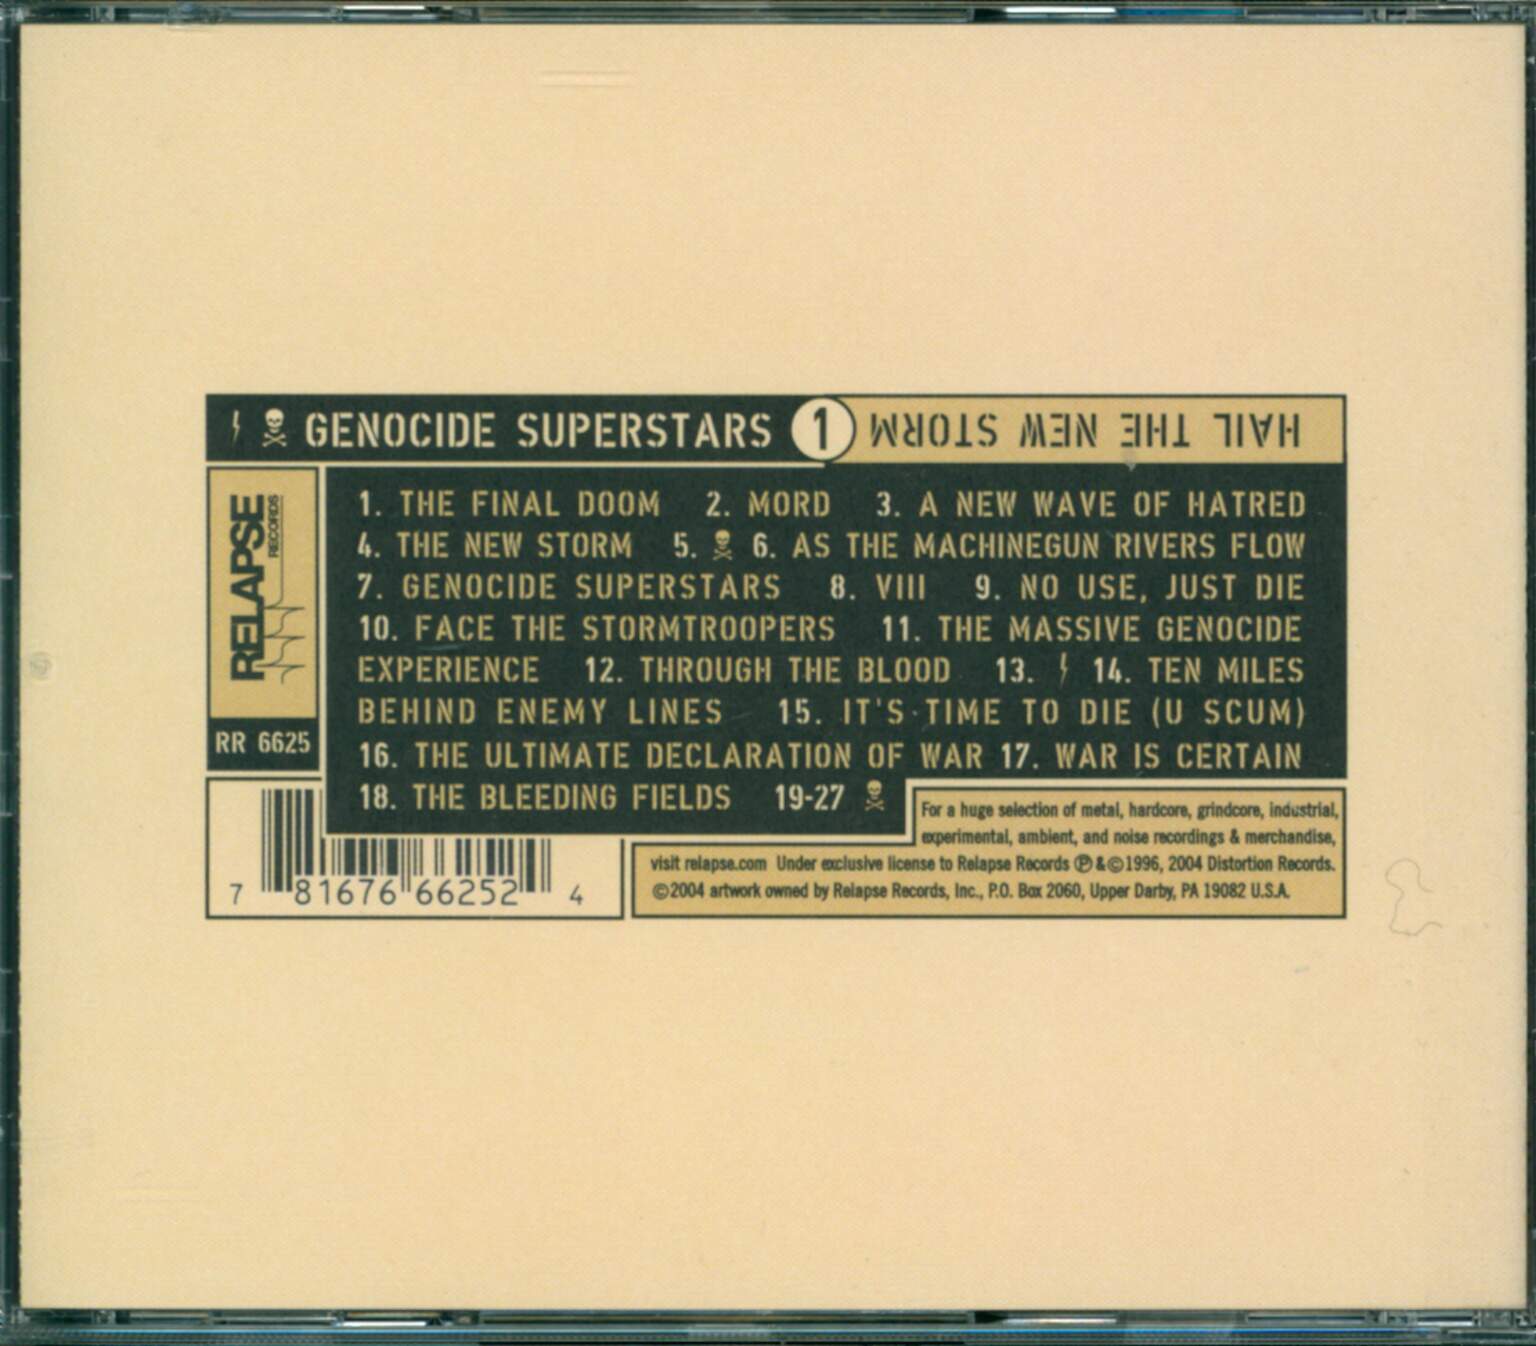 GENOCIDE SUPERSTARS 1 HAIL THE NEW STORM
RELAPSE
RECORDS
RR 6625
1. THE FINAL DOOM 2. MORD 3. A NEW WAVE OF HATRED
4. THE NEW STORM 5. 6. AS THE MACHINEGUN RIVERS FLOW
7. GENOCIDE SUPERSTARS 8. VIII 9. NO USE, JUST DIE
10. FACE THE STORMTROOPERS 11. THE MASSIVE GENOCIDE
EXPERIENCE 12. THROUGH THE BLOOD 13. 14. TEN MILES
BEHIND ENEMY LINES 15. IT'S TIME TO DIE (U SCUM)
16. THE ULTIMATE DECLARATION OF WAR 17. WAR IS CERTAIN
18. THE BLEEDING FIELDS 19-27
For a huge selection of metal, hardcore, grindcore, industrial,
experimental, ambient, and noise recordings & merchandise,
visit relapse.com Under exclusive license to Relapse Records ℗&©1996, 2004 Distortion Records.
©2004 artwork owned by Relapse Records, Inc., P.O. Box 2060, Upper Darby, PA 19082 U.S.A.
7 81676 66252 4